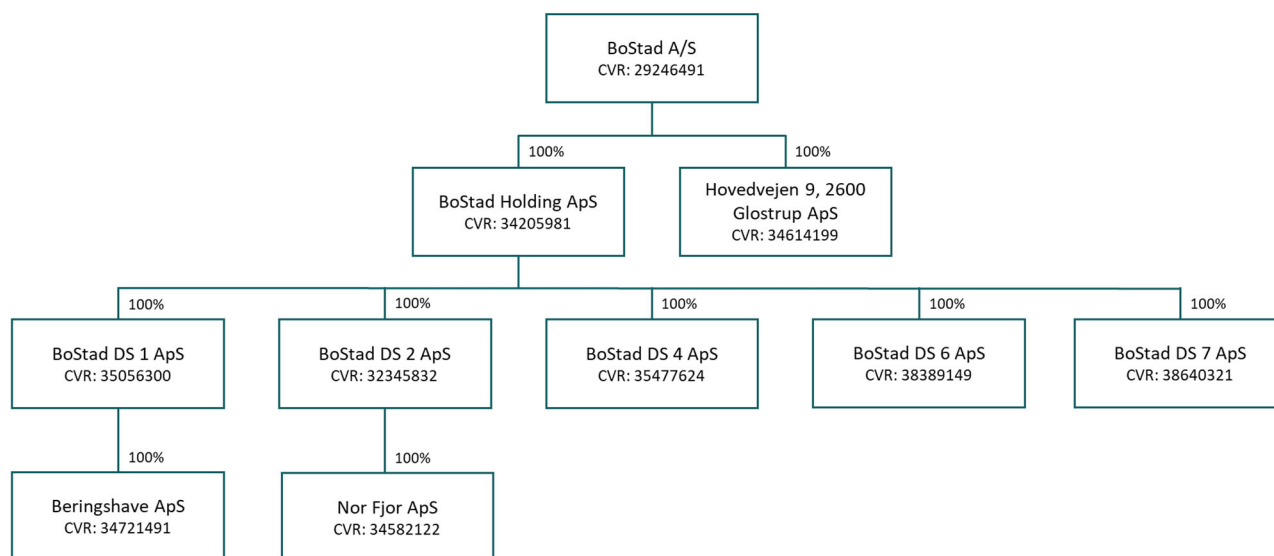 BoStad A/S
CVR: 29246491
100%
100%
BoStad Holding ApS
CVR: 34205981
Hovedvejen 9, 2600
Glostrup ApS
CVR: 34614199
100%
100%
100%
100%
100%
BoStad DS 1 ApS
CVR: 35056300
BoStad DS 2 ApS
CVR: 32345832
BoStad DS 4 ApS
CVR: 35477624
BoStad DS 6 ApS
CVR: 38389149
BoStad DS 7 ApS
CVR: 38640321
100%
100%
Beringshave ApS
CVR: 34721491
Nor Fjor ApS
CVR: 34582122